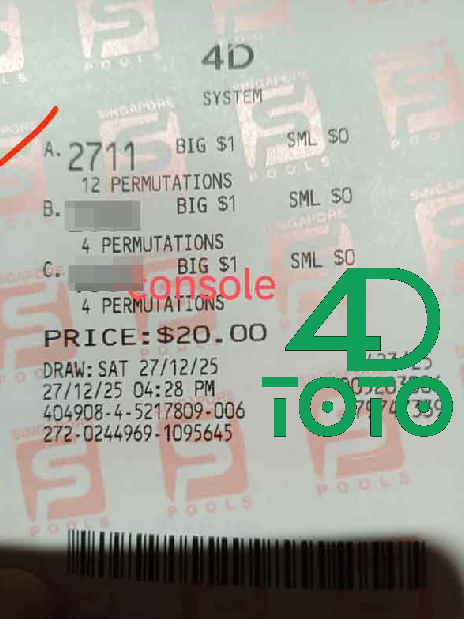 4D
SYSTEM
A. 2711 BIG $1 SML $0
12 PERMUTATIONS
B. BIG $1 SML $0
4 PERMUTATIONS
C. BIG $1 SML $0
console
4 PERMUTATIONS
PRICE:$20.00
4D
DRAW:SAT 27/12/25
27/12/25 04:28 PM
TOTO
404908-4-5217809-006
272-0244969-1095645
SINGAPORE
POOLS